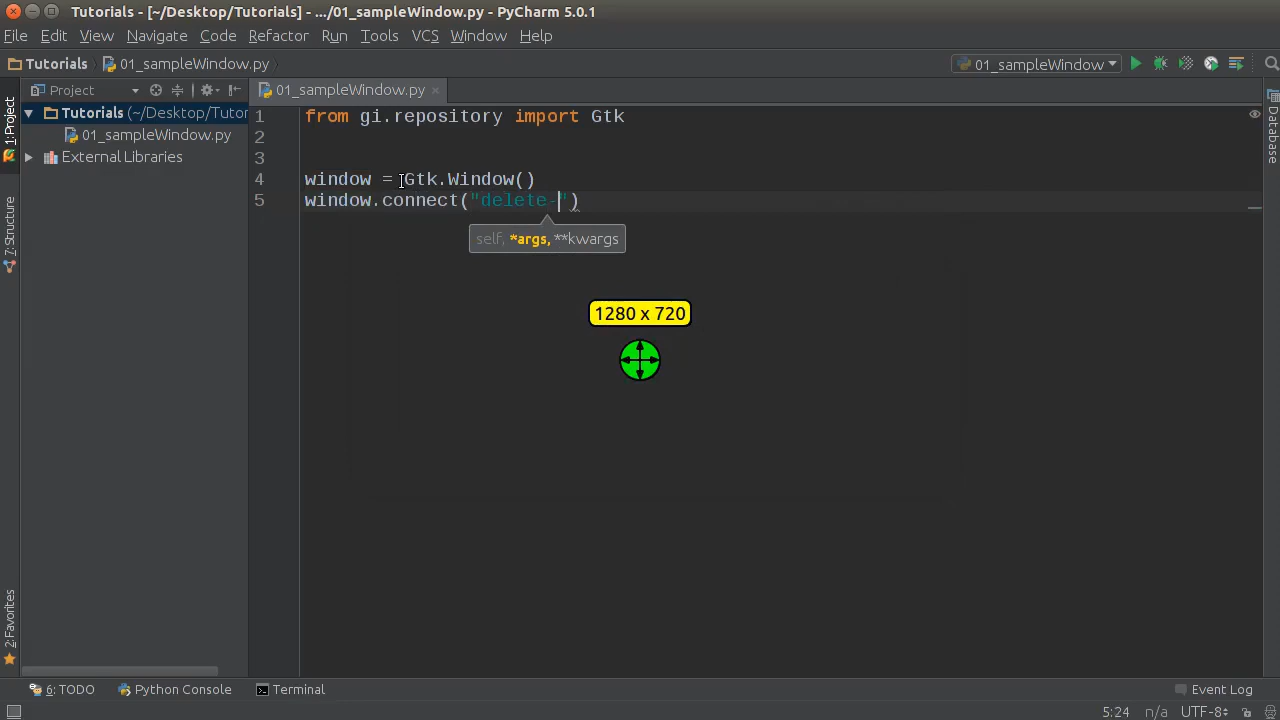 Tutorials - [~/Desktop/Tutorials] - .../01_sampleWindow.py - PyCharm 5.0.1
File Edit View Navigate Code Refactor Run Tools VCS Window Help
Tutorials 01_sampleWindow.py 01_sampleWindow
1: Project
Project
01_sampleWindow.py
Tutorials (~/Desktop/Tutor
01_sampleWindow.py
External Libraries
7: Structure
2: Favorites
1 from gi.repository import Gtk
2
3
4 window = Gtk.Window()
5 window.connect("delete-")
self, *args, **kwargs
1280 x 720
Database
6: TODO Python Console Terminal Event Log
5:24 n/a UTF-8